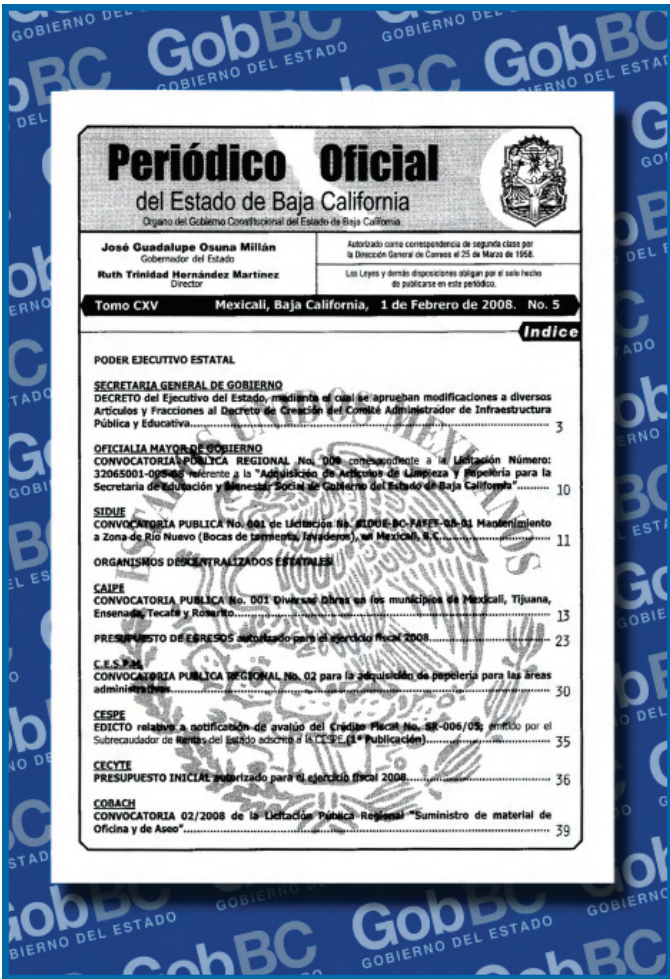 GobBC
GOBIERNO DEL ESTADO
Periódico Oficial
del Estado de Baja California
Organo del Gobierno Constitucional del Estado de Baja California.
José Guadalupe Osuna Millán
Gobernador del Estado
Ruth Trinidad Hernández Martínez
Director
Autorizado como correspondencia de segunda clase por
la Dirección General de Correos el 25 de Marzo de 1958.
Las Leyes y demás disposiciones obligan por el solo hecho
de publicarse en este periódico.
Tomo CXV Mexicali, Baja California, 1 de Febrero de 2008. No. 5
Indice
PODER EJECUTIVO ESTATAL
SECRETARIA GENERAL DE GOBIERNO
DECRETO del Ejecutivo del Estado, mediante el cual se aprueban modificaciones a diversos
Artículos y Fracciones al Decreto de Creación del Comité Administrador de Infraestructura
Pública y Educativa. 3
OFICIALIA MAYOR DE GOBIERNO
CONVOCATORIA PÚBLICA REGIONAL No. correspondiente a la Licitación Número:
referente a la "Adquisición de Artículos de Limpieza y Papelería para la
Secretaría de Educación y Bienestar Social de Gobierno del Estado de Baja California" 10
SIDUE
CONVOCATORIA PUBLICA No. 001 de Licitación No. Mantenimiento
a Zona de Río Nuevo (Bocas de tormenta, lavaderos), en Mexicali, B.C. 11
ORGANISMOS DESCENTRALIZADOS ESTATALES
CAIPE
CONVOCATORIA PUBLICA No. 001 Diversas Obras en los municipios de Mexicali, Tijuana,
Ensenada, Tecate y Rosarito. 13
PRESUPUESTO DE EGRESOS autorizado para el ejercicio fiscal 2008. 23
C.E.S.P.M.
CONVOCATORIA PUBLICA REGIONAL No. 02 para la adquisición de papelería para las áreas
administrativas. 30
CESPE
EDICTO relativo a notificación de avalúo del Crédito Fiscal No. SR-006/05; emitido por el
Subrecaudador de Rentas del Estado adscrito a la CESPE.(1ª Publicación). 35
CECYTE
PRESUPUESTO INICIAL autorizado para el ejercicio fiscal 2008. 36
COBACH
CONVOCATORIA 02/2008 de la Licitación Pública Regional "Suministro de material de
Oficina y de Aseo" 39
ESTADOS UNIDOS MEXICANOS
GobBC
GOBIERNO DEL ESTADO